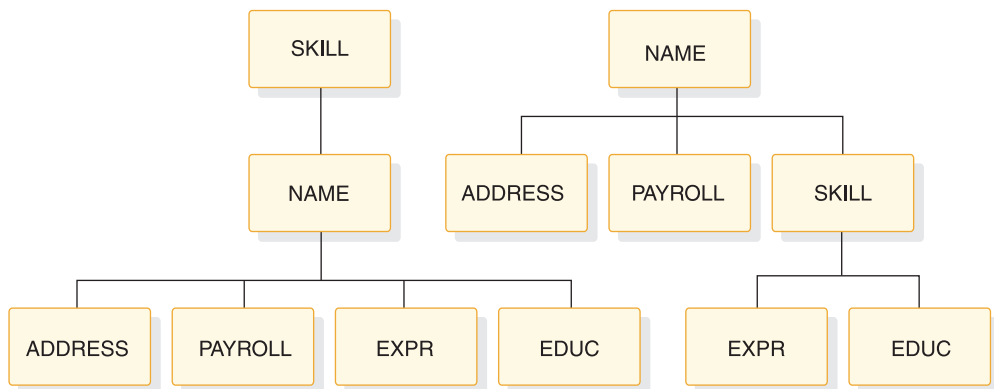 SKILL
NAME
NAME
ADDRESS
PAYROLL
SKILL
ADDRESS
PAYROLL
EXPR
EDUC
EXPR
EDUC